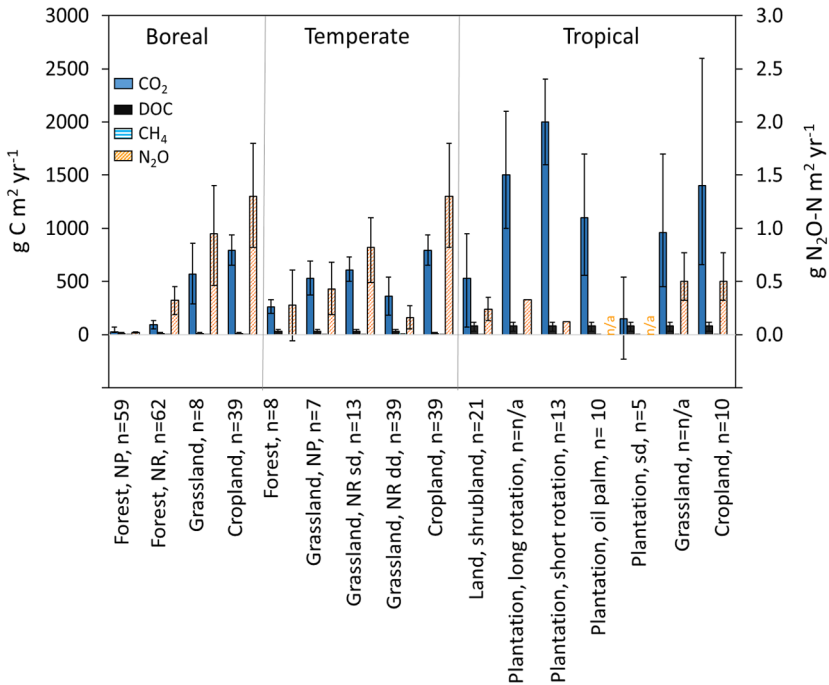 3000
2500
2000
1500
1000
500
0
g C m² yr⁻¹
Boreal
Temperate
Tropical
CO₂
DOC
CH₄
N₂O
n/a
n/a
3.0
2.5
2.0
1.5
1.0
0.5
0.0
g N₂O-N m² yr⁻¹
Forest, NP, n=59
Forest, NR, n=62
Grassland, n=8
Cropland, n=39
Forest, n=8
Grassland, NP, n=7
Grassland, NR sd, n=13
Grassland, NR dd, n=39
Cropland, n=39
Land, shrubland, n=21
Plantation, long rotation, n=n/a
Plantation, short rotation, n=13
Plantation, oil palm, n= 10
Plantation, sd, n=5
Grassland, n=n/a
Cropland, n=10